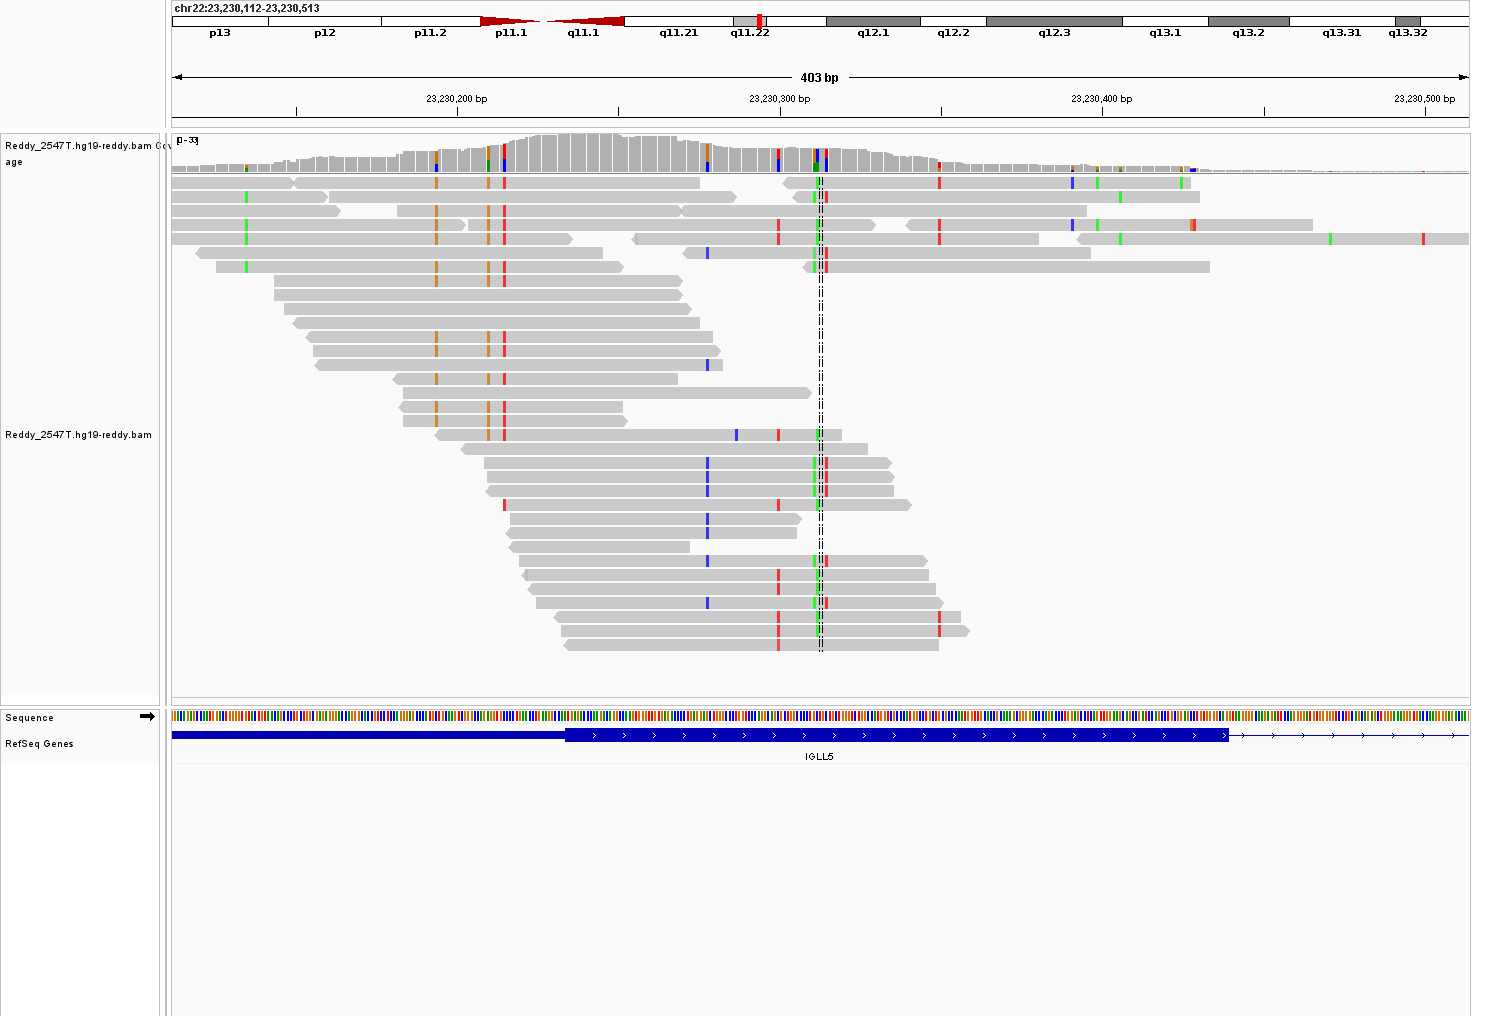 chr22:23,230,112-23,230,513
p13 p12 p11.2 p11.1 q11.1 q11.21 q11.22 q12.1 q12.2 q12.3 q13.1 q13.2 q13.31 q13.32
403 bp
23,230,200 bp 23,230,300 bp 23,230,400 bp 23,230,500 bp
[0-33]
Reddy_2547T.hg19-reddy.bam Cov
age
Reddy_2547T.hg19-reddy.bam
Sequence
RefSeq Genes
IGLL5